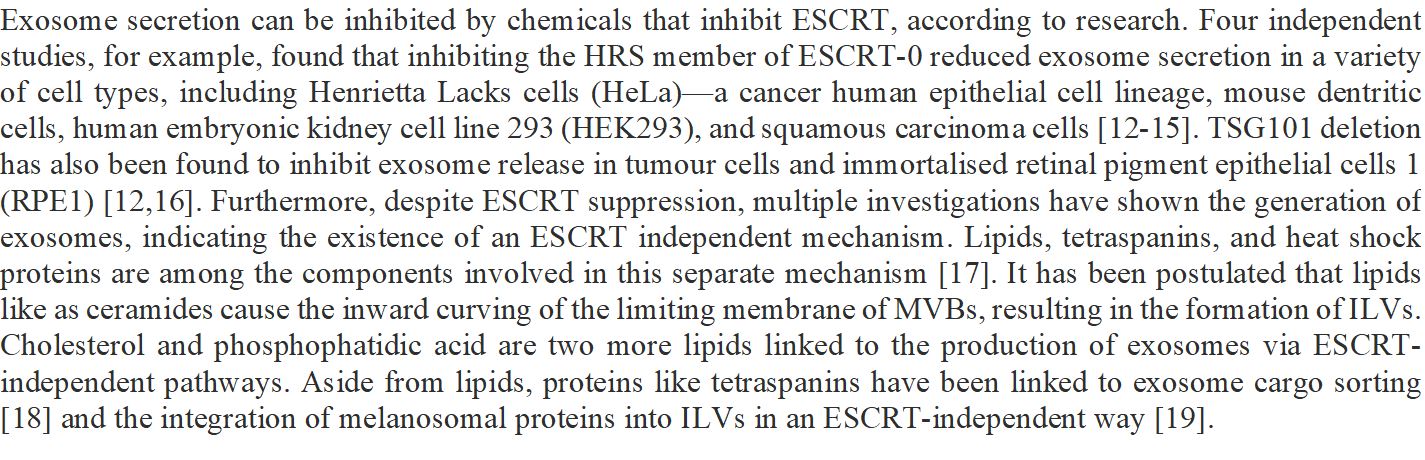 Exosome secretion can be inhibited by chemicals that inhibit ESCRT, according to research. Four independent
studies, for example, found that inhibiting the HRS member of ESCRT-0 reduced exosome secretion in a variety
of cell types, including Henrietta Lacks cells (HeLa)—a cancer human epithelial cell lineage, mouse dentritic
cells, human embryonic kidney cell line 293 (HEK293), and squamous carcinoma cells [12-15]. TSG101 deletion
has also been found to inhibit exosome release in tumour cells and immortalised retinal pigment epithelial cells 1
(RPE1) [12,16]. Furthermore, despite ESCRT suppression, multiple investigations have shown the generation of
exosomes, indicating the existence of an ESCRT independent mechanism. Lipids, tetraspanins, and heat shock
proteins are among the components involved in this separate mechanism [17]. It has been postulated that lipids
like as ceramides cause the inward curving of the limiting membrane of MVBs, resulting in the formation of ILVs.
Cholesterol and phosphophatidic acid are two more lipids linked to the production of exosomes via ESCRT-
independent pathways. Aside from lipids, proteins like tetraspanins have been linked to exosome cargo sorting
[18] and the integration of melanosomal proteins into ILVs in an ESCRT-independent way [19].